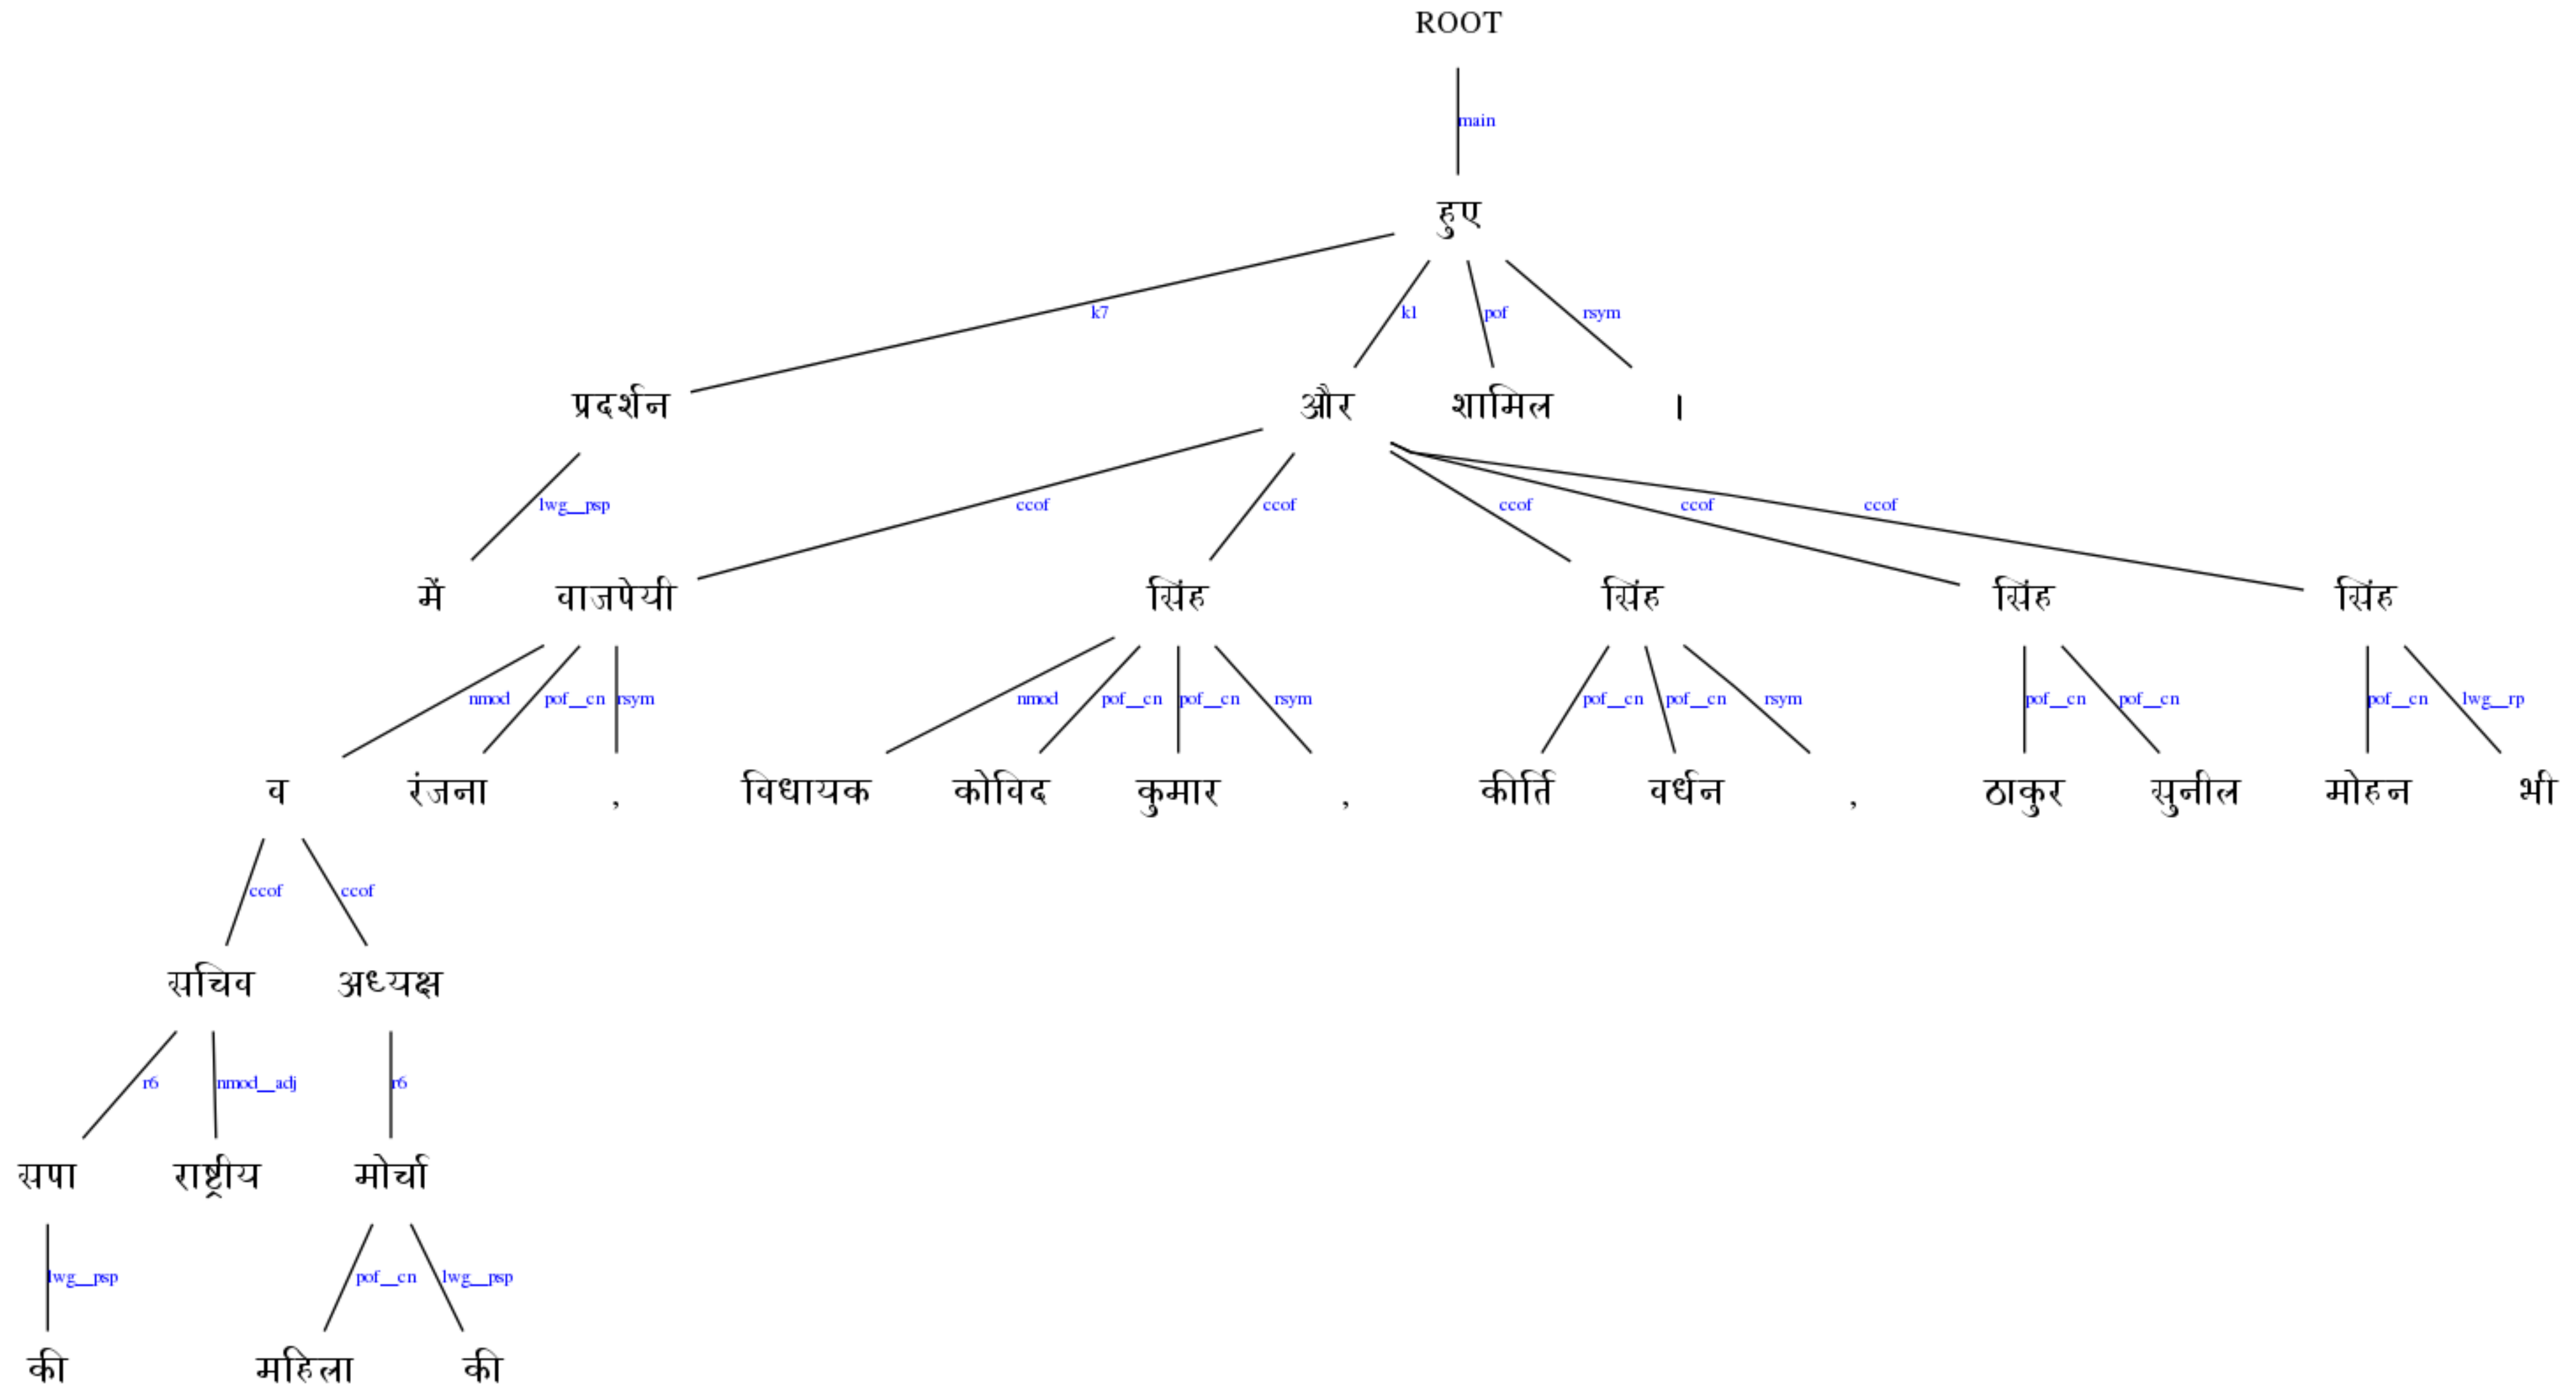 ROOT
main
हुए
k7 k1 pof rsym
प्रदर्शन और शामिल ।
lwg__psp ccof ccof ccof ccof ccof
में वाजपेयी सिंह सिंह सिंह सिंह
nmod pof__cn rsym nmod pof__cn pof__cn rsym pof__cn pof__cn rsym pof__cn pof__cn pof__cn lwg__rp
व रंजना , विधायक कोविद कुमार , कीर्ति वर्धन , ठाकुर सुनील मोहन भी
ccof ccof
सचिव अध्यक्ष
r6 nmod__adj r6
सपा राष्ट्रीय मोर्चा
lwg__psp pof__cn lwg__psp
की महिला की